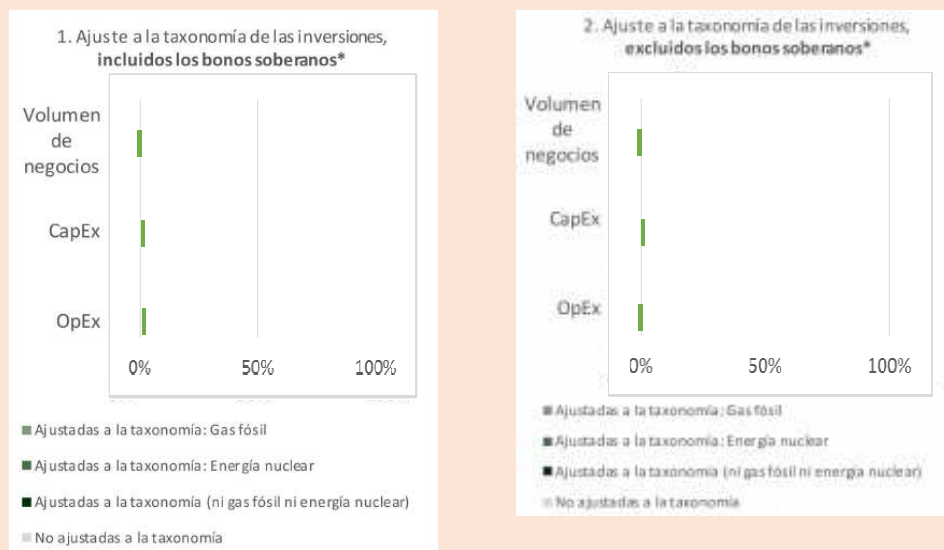 1. Ajuste a la taxonomía de las inversiones,
incluidos los bonos soberanos*
Volumen
de
negocios
CapEx
OpEx
0% 50% 100%
Ajustadas a la taxonomía: Gas fósil
Ajustadas a la taxonomía: Energía nuclear
Ajustadas a la taxonomía (ni gas fósil ni energía nuclear)
No ajustadas a la taxonomía
2. Ajuste a la taxonomía de las inversiones,
excluidos los bonos soberanos*
Volumen
de
negocios
CapEx
OpEx
0% 50% 100%
Ajustadas a la taxonomía: Gas fósil
Ajustadas a la taxonomía: Energía nuclear
Ajustadas a la taxonomía (ni gas fósil ni energía nuclear)
No ajustadas a la taxonomía